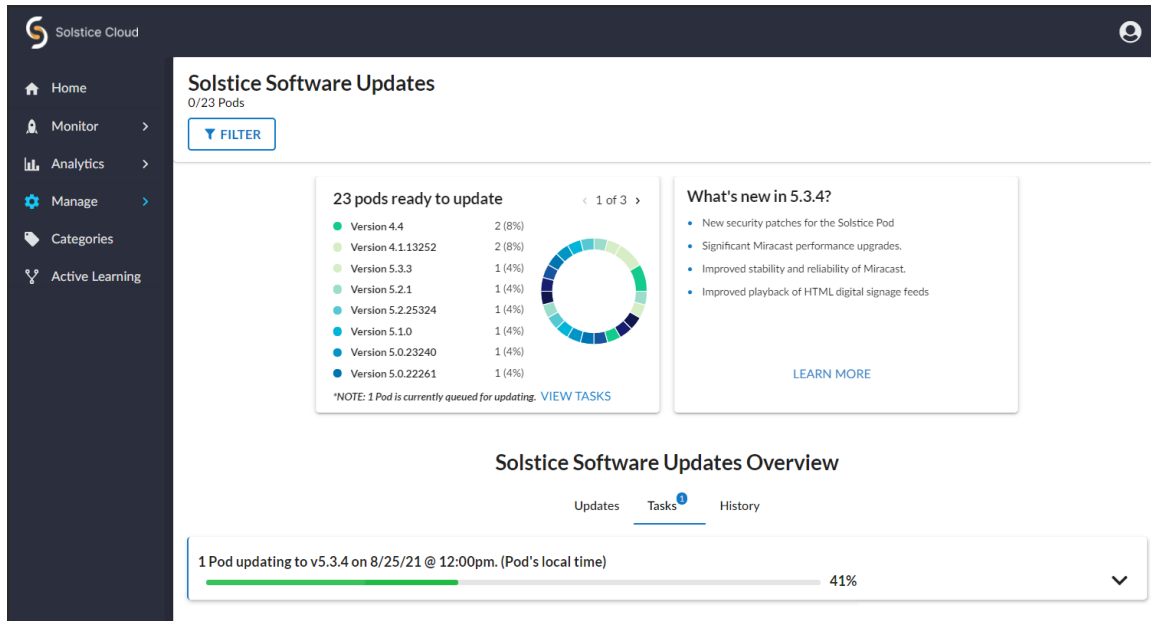 Solstice Cloud
Home
Monitor
Analytics
Manage
Categories
Active Learning
Solstice Software Updates
0/23 Pods
FILTER
23 pods ready to update
1 of 3
Version 4.4 2 (8%)
Version 4.1.13252 2 (8%)
Version 5.3.3 1 (4%)
Version 5.2.1 1 (4%)
Version 5.2.25324 1 (4%)
Version 5.1.0 1 (4%)
Version 5.0.23240 1 (4%)
Version 5.0.22261 1 (4%)
*NOTE: 1 Pod is currently queued for updating. VIEW TASKS
What's new in 5.3.4?
New security patches for the Solstice Pod
Significant Miracast performance upgrades.
Improved stability and reliability of Miracast.
Improved playback of HTML digital signage feeds
LEARN MORE
Solstice Software Updates Overview
Updates Tasks 1 History
1 Pod updating to v5.3.4 on 8/25/21 @ 12:00pm. (Pod's local time)
41%